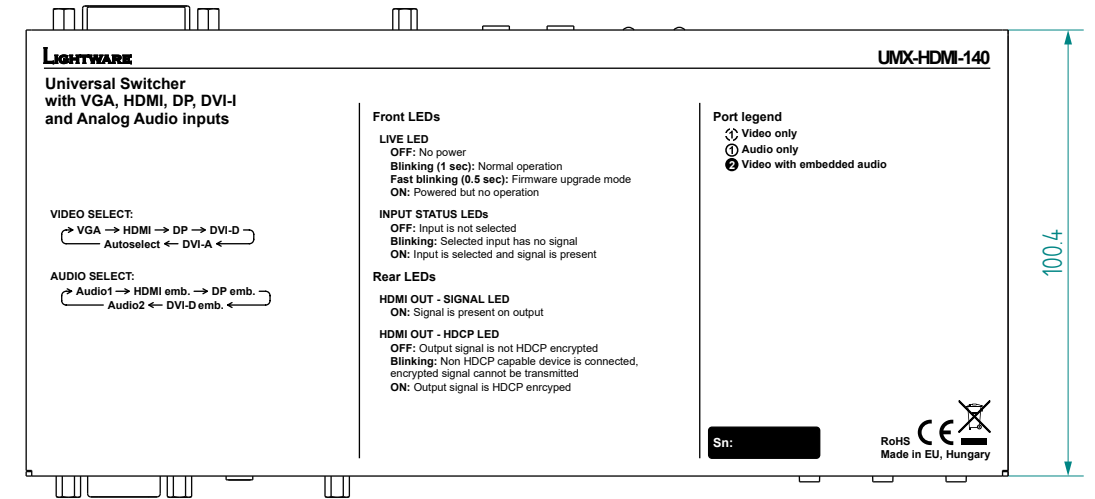 LIGHTWARE
UMX-HDMI-140
Universal Switcher
with VGA, HDMI, DP, DVI-I
and Analog Audio inputs
VIDEO SELECT:
VGA → HDMI → DP → DVI-D
Autoselect ← DVI-A ←
AUDIO SELECT:
Audio1 → HDMI emb. → DP emb.
Audio2 ← DVI-D emb. ←
Front LEDs
LIVE LED
OFF: No power
Blinking (1 sec): Normal operation
Fast blinking (0.5 sec): Firmware upgrade mode
ON: Powered but no operation
INPUT STATUS LEDs
OFF: Input is not selected
Blinking: Selected input has no signal
ON: Input is selected and signal is present
Rear LEDs
HDMI OUT - SIGNAL LED
ON: Signal is present on output
HDMI OUT - HDCP LED
OFF: Output signal is not HDCP encrypted
Blinking: Non HDCP capable device is connected,
encrypted signal cannot be transmitted
ON: Output signal is HDCP enrcyped
Port legend
1 Video only
1 Audio only
2 Video with embedded audio
Sn:
RoHS CE
Made in EU, Hungary
100.4